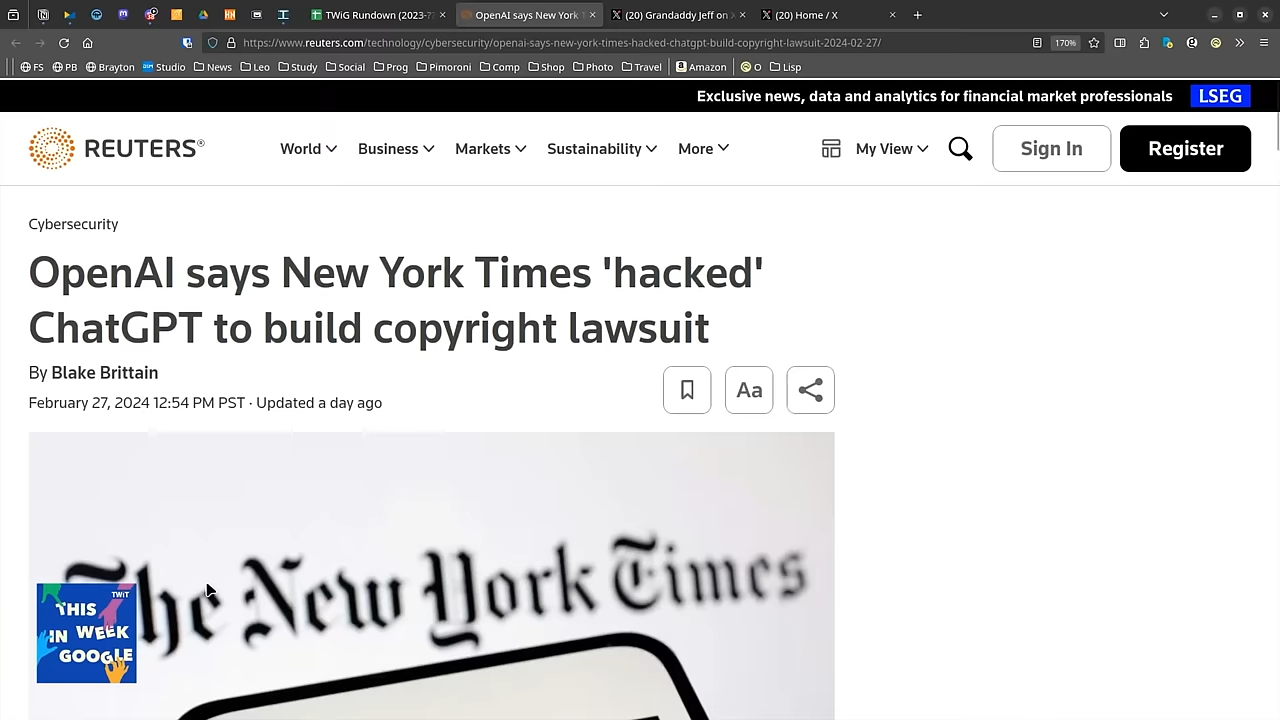 TWiG Rundown (2023-??
OpenAI says New York T
(20) Grandaddy Jeff on X
(20) Home / X
https://www.reuters.com/technology/cybersecurity/openai-says-new-york-times-hacked-chatgpt-build-copyright-lawsuit-2024-02-27/
170%
FS
PB
Brayton
Studio
News
Leo
Study
Social
Prog
Pimoroni
Comp
Shop
Photo
Travel
Amazon
O
Lisp
Exclusive news, data and analytics for financial market professionals
LSEG
REUTERS®
World
Business
Markets
Sustainability
More
My View
Sign In
Register
Cybersecurity
OpenAI says New York Times 'hacked'
ChatGPT to build copyright lawsuit
By Blake Brittain
February 27, 2024 12:54 PM PST · Updated a day ago
Aa
The New York Times
TWiT
THIS
IN WEEK
GOOGLE